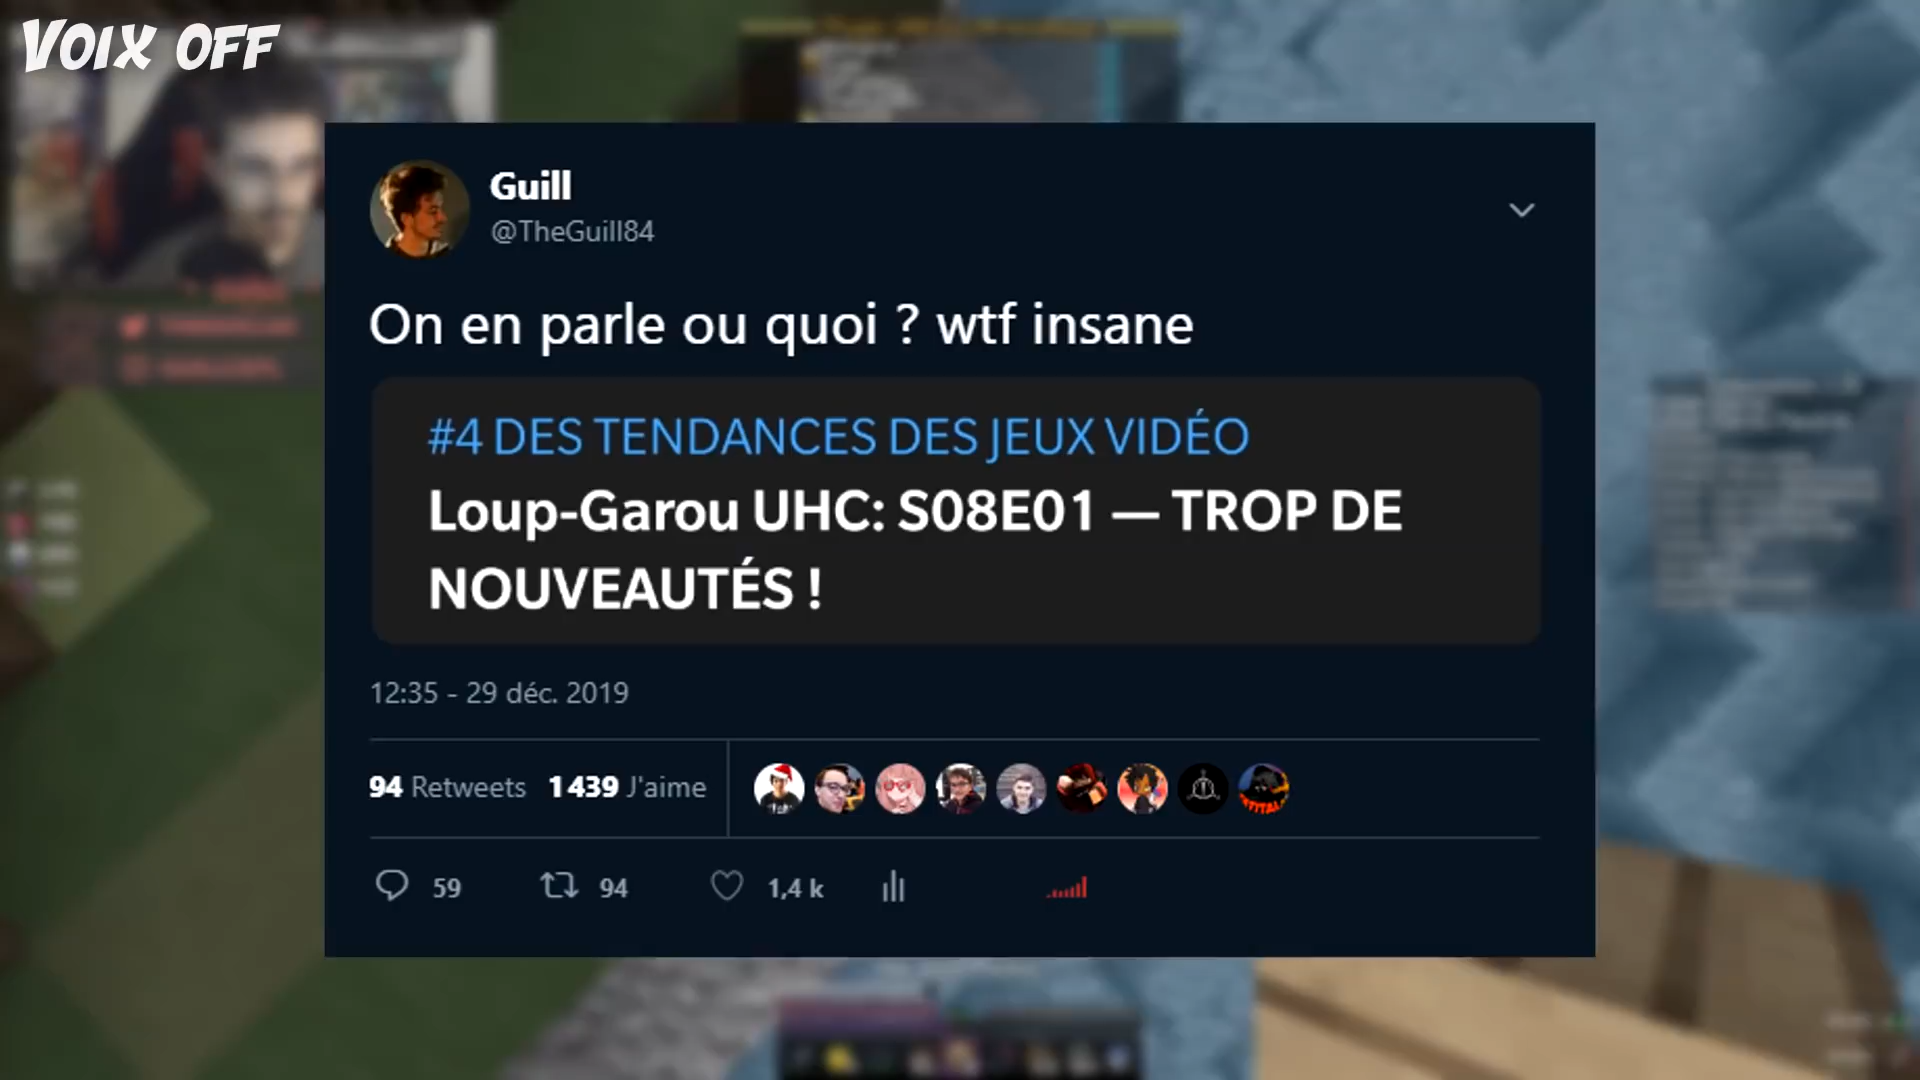 VOIX OFF
Guill
@TheGuill84
On en parle ou quoi ? wtf insane
#4 DES TENDANCES DES JEUX VIDÉO
Loup-Garou UHC: S08E01 — TROP DE
NOUVEAUTÉS !
12:35 - 29 déc. 2019
94 Retweets 1 439 J'aime
59 94 1,4 k